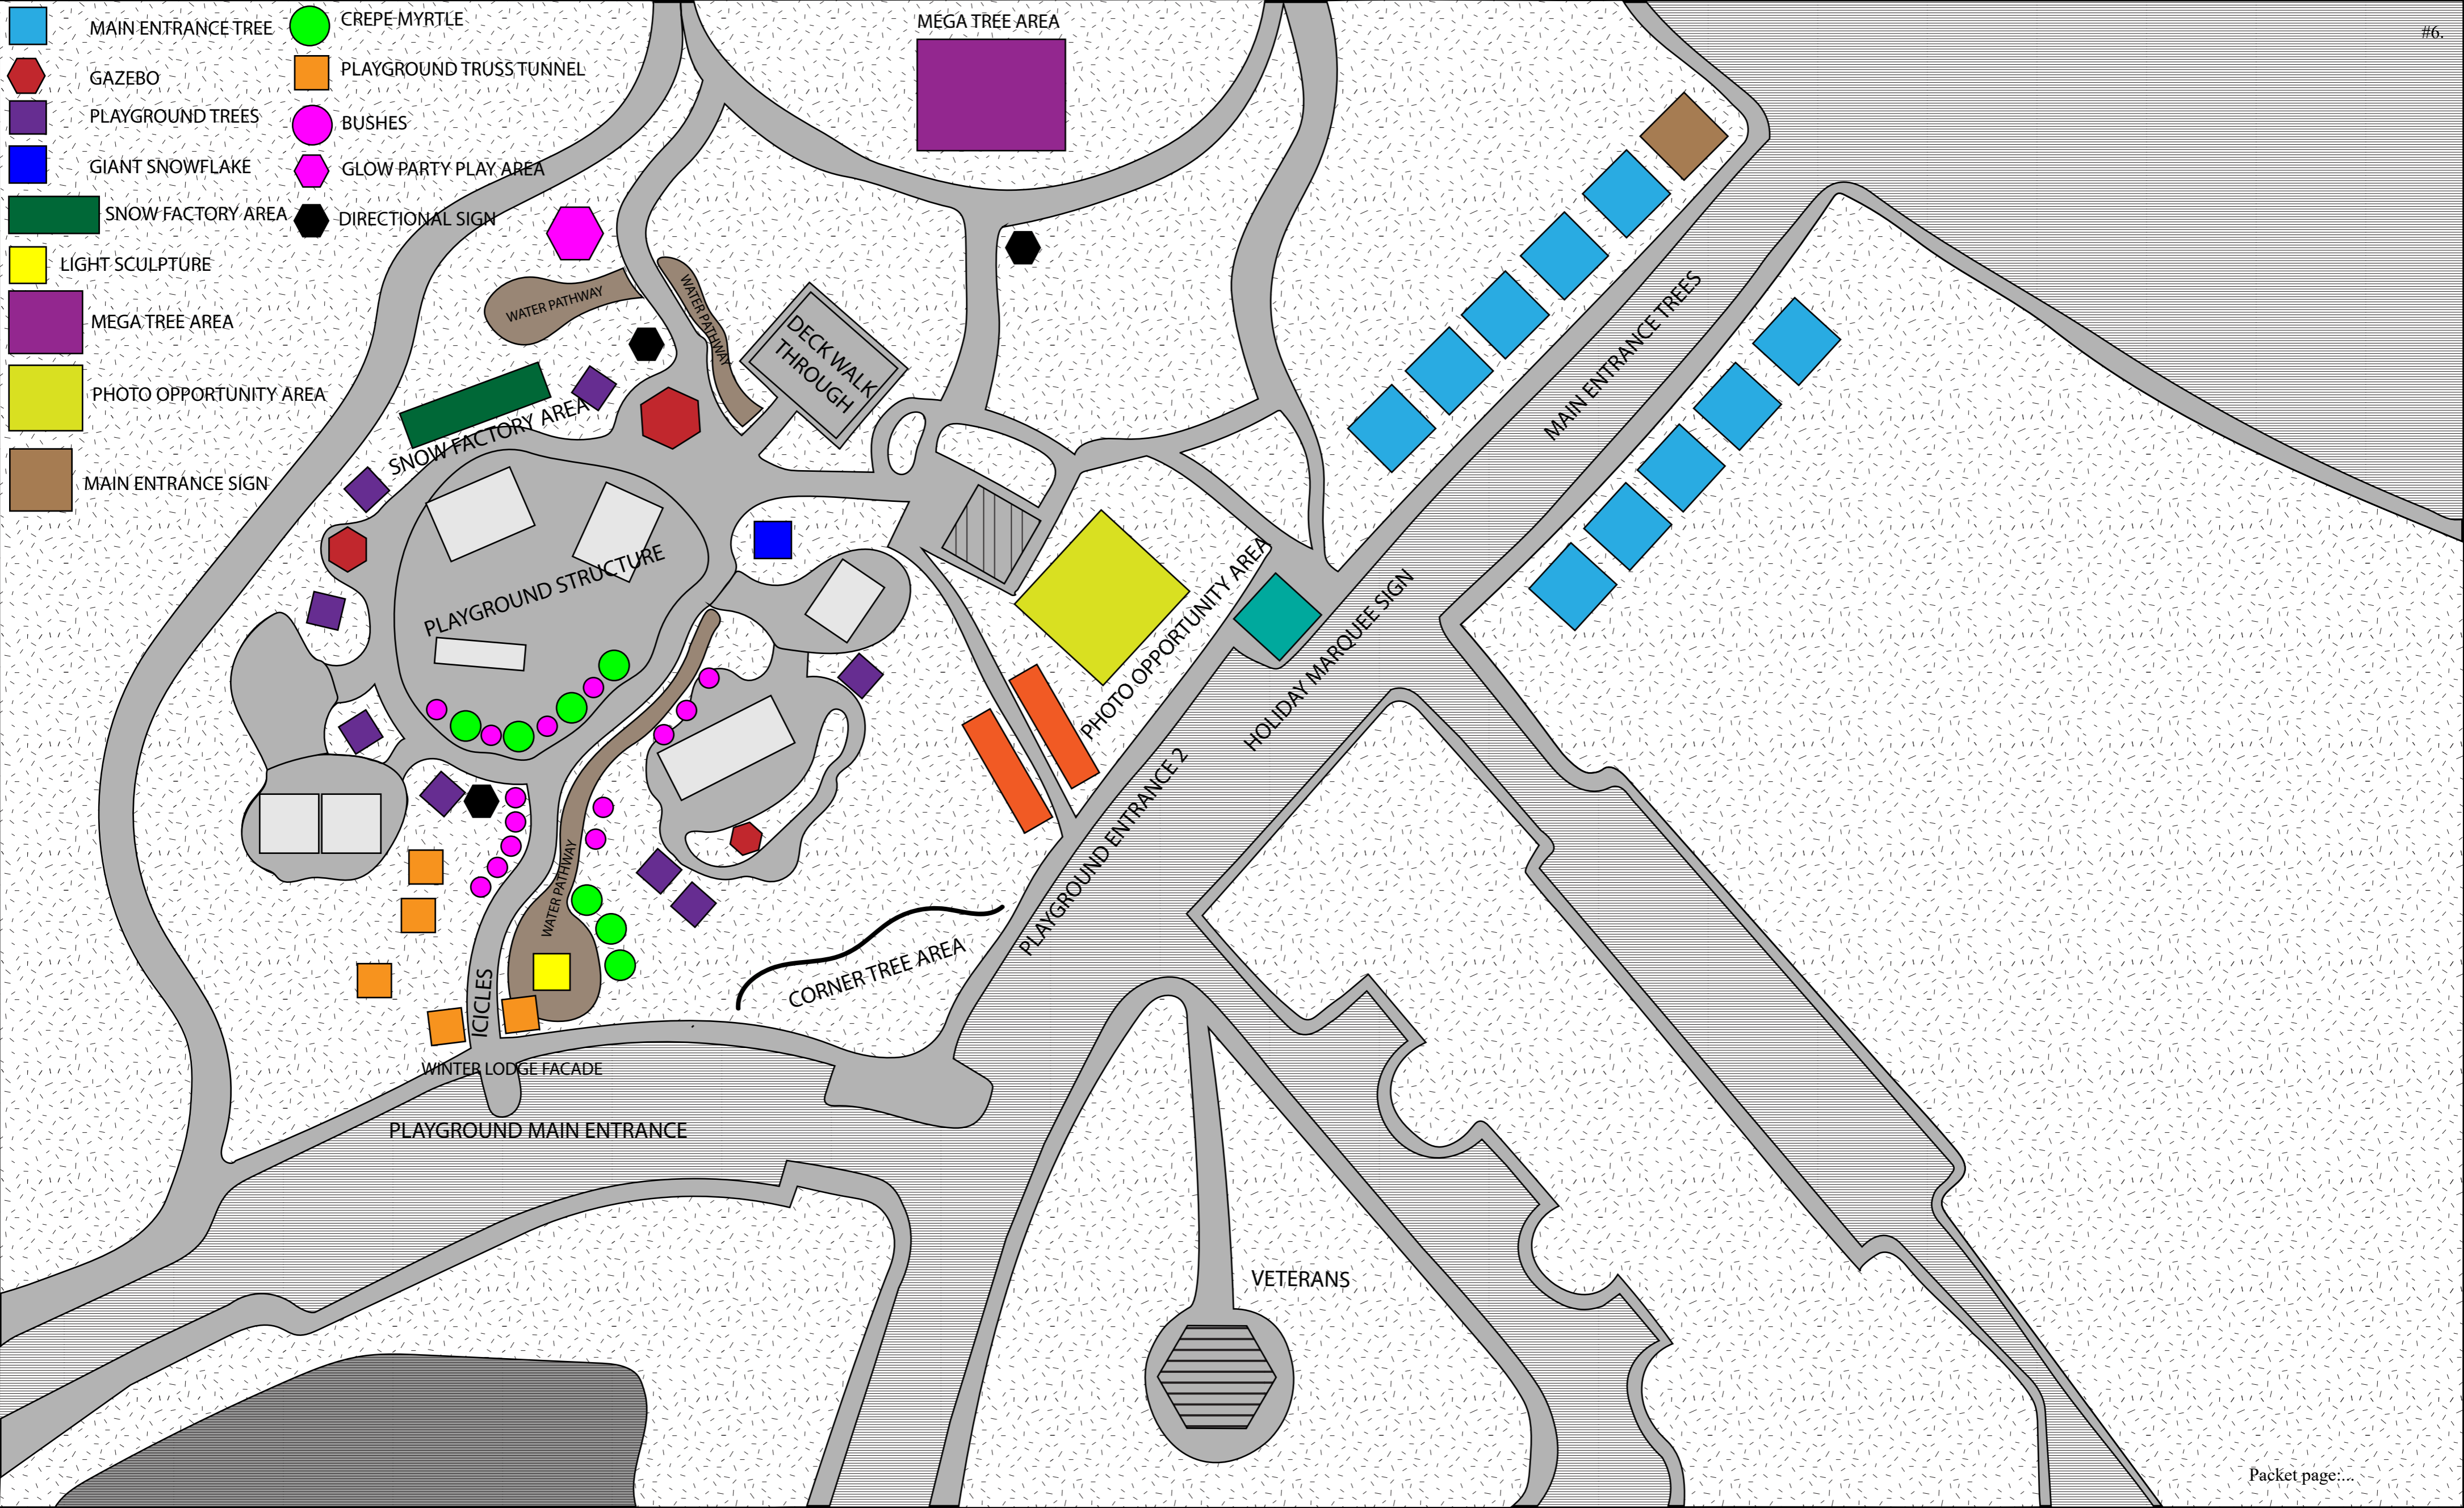 MAIN ENTRANCE TREE
GAZEBO
PLAYGROUND TREES
GIANT SNOWFLAKE
SNOW FACTORY AREA
LIGHT SCULPTURE
MEGA TREE AREA
PHOTO OPPORTUNITY AREA
MAIN ENTRANCE SIGN
CREPE MYRTLE
PLAYGROUND TRUSS TUNNEL
BUSHES
GLOW PARTY PLAY AREA
DIRECTIONAL SIGN
MEGA TREE AREA
#6.
WATER PATHWAY
WATER PATHWAY
DECK WALK
THROUGH
SNOW FACTORY AREA
MAIN ENTRANCE TREES
PLAYGROUND STRUCTURE
PHOTO OPPORTUNITY AREA
HOLIDAY MARQUEE SIGN
PLAYGROUND ENTRANCE 2
WATER PATHWAY
CORNER TREE AREA
ICICLES
WINTER LODGE FACADE
PLAYGROUND MAIN ENTRANCE
VETERANS
Packet page:...